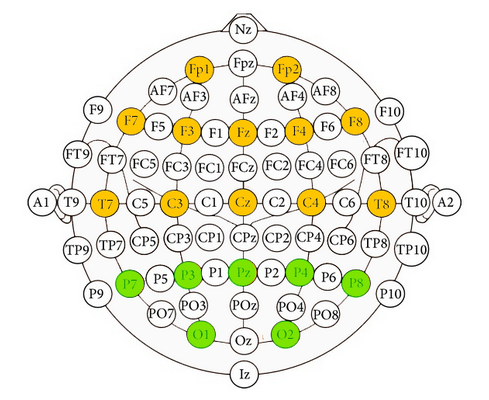 Nz
Fp1 Fpz Fp2
AF7 AF3 AFz AF4 AF8
F9 F7 F5 F3 F1 Fz F2 F4 F6 F8 F10
FT9 FT7 FC5 FC3 FC1 FCz FC2 FC4 FC6 FT8 FT10
A1 T9 T7 C5 C3 C1 Cz C2 C4 C6 T8 T10 A2
TP9 TP7 CP5 CP3 CP1 CPz CP2 CP4 CP6 TP8 TP10
P9 P7 P5 P3 P1 Pz P2 P4 P6 P8 P10
PO7 PO3 POz PO4 PO8
O1 Oz O2
Iz